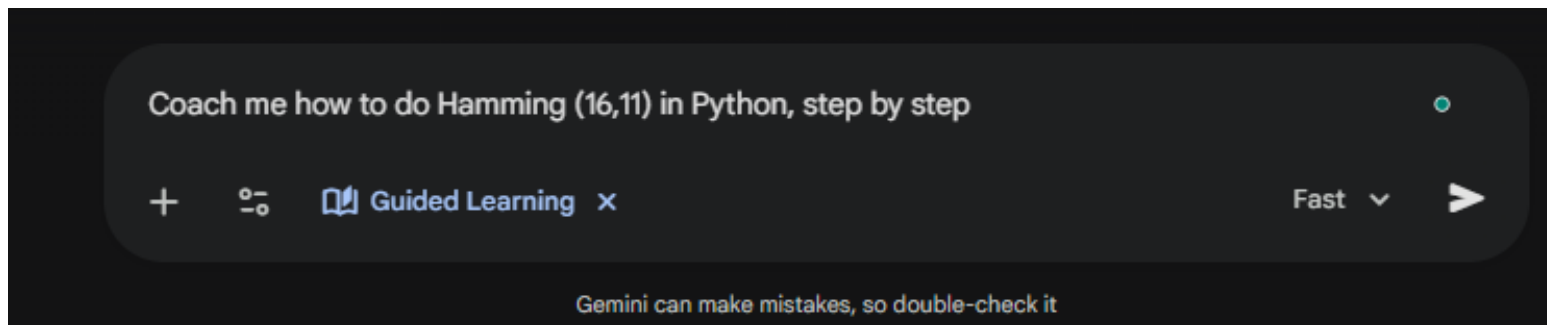 Coach me how to do Hamming (16,11) in Python, step by step
Guided Learning
Fast
Gemini can make mistakes, so double-check it